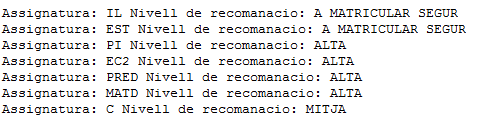 Assignatura: IL Nivell de recomanacio: A MATRICULAR SEGUR
Assignatura: EST Nivell de recomanacio: A MATRICULAR SEGUR
Assignatura: PI Nivell de recomanacio: ALTA
Assignatura: EC2 Nivell de recomanacio: ALTA
Assignatura: PRED Nivell de recomanacio: ALTA
Assignatura: MATD Nivell de recomanacio: ALTA
Assignatura: C Nivell de recomanacio: MITJA